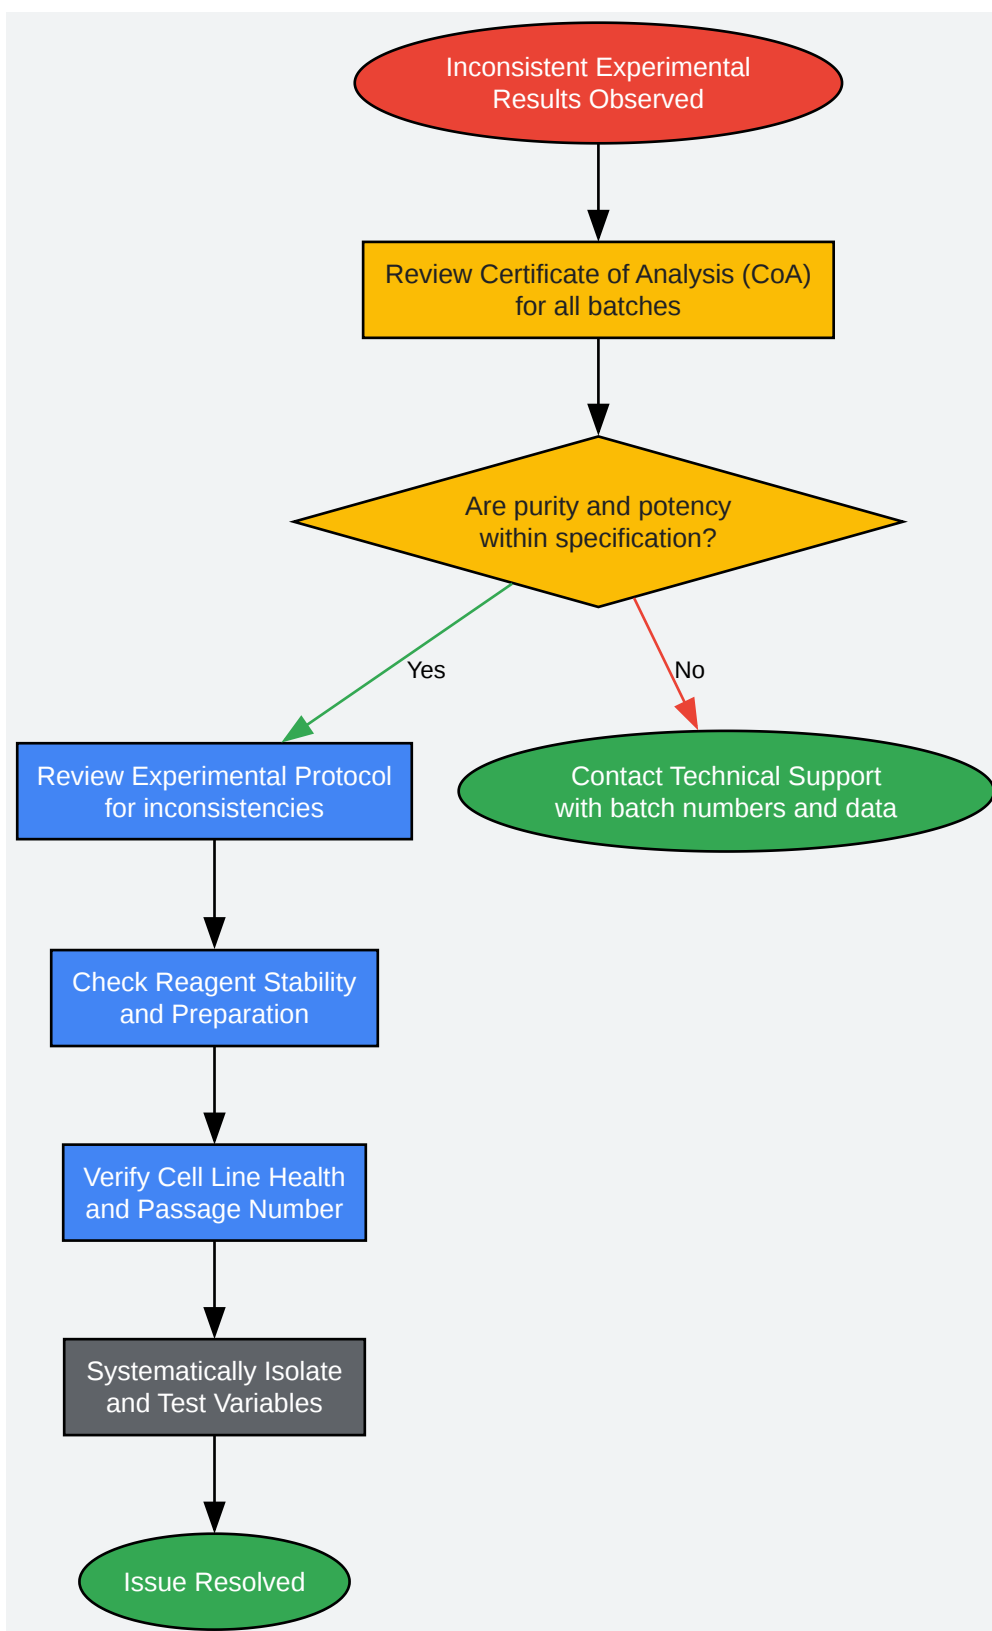 Inconsistent Experimental
Results Observed
Review Certificate of Analysis (CoA)
for all batches
Are purity and potency
within specification?
Yes
No
Review Experimental Protocol
for inconsistencies
Contact Technical Support
with batch numbers and data
Check Reagent Stability
and Preparation
Verify Cell Line Health
and Passage Number
Systematically Isolate
and Test Variables
Issue Resolved